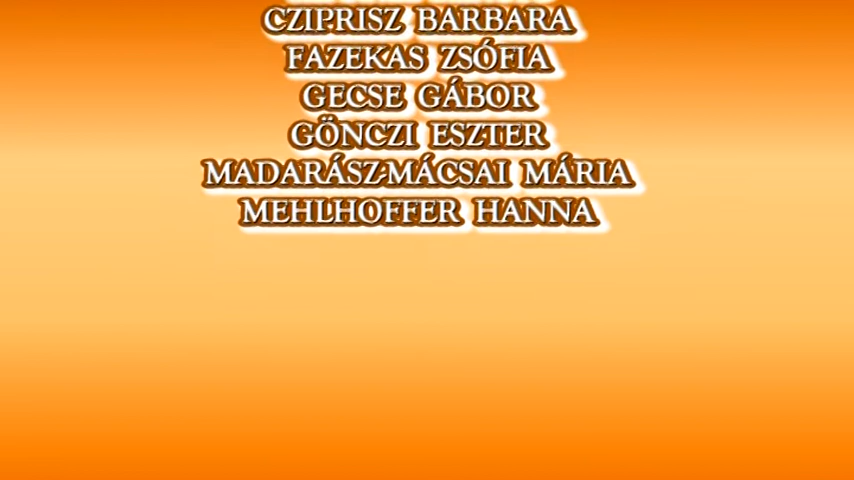 CZIPRISZ BARBARA
FAZEKAS ZSÓFIA
GECSE GÁBOR
GÖNCZI ESZTER
MADARÁSZ-MÁCSAI MÁRIA
MEHLHOFFER HANNA